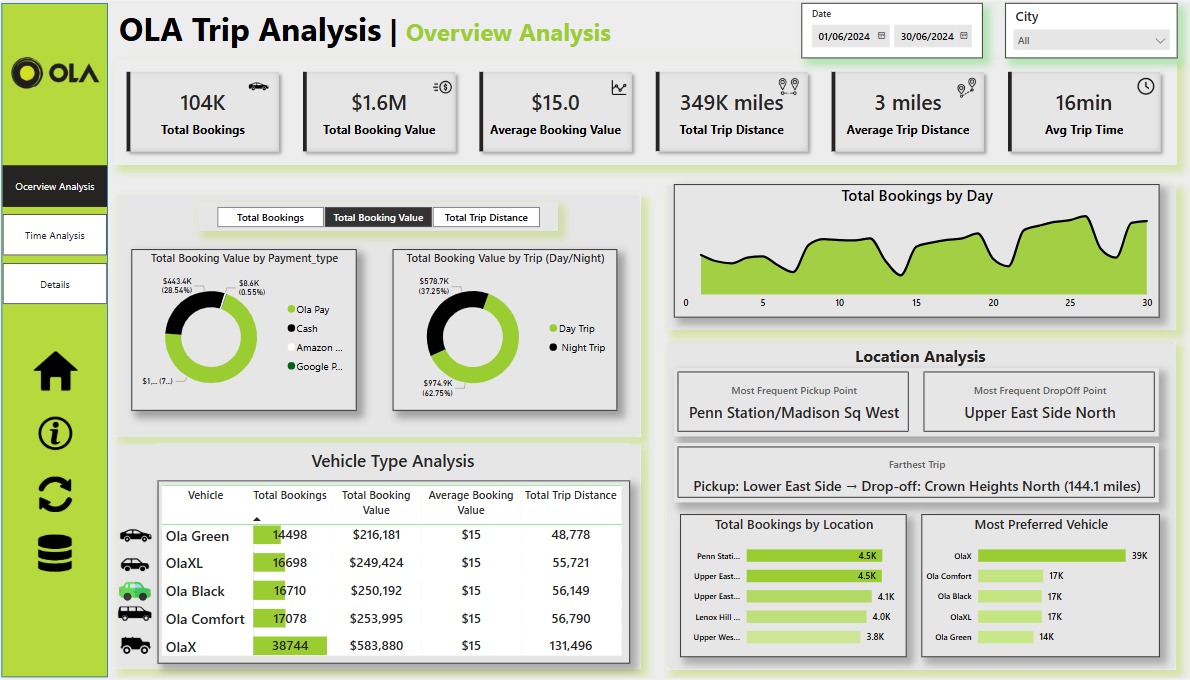 OLA Trip Analysis | Overview Analysis
Date
01/06/2024 30/06/2024
City
All
OLA
104K
Total Bookings
$1.6M
Total Booking Value
$15.0
Average Booking Value
349K miles
Total Trip Distance
3 miles
Average Trip Distance
16min
Avg Trip Time
Ocerview Analysis
Time Analysis
Details
Total Bookings Total Booking Value Total Trip Distance
Total Booking Value by Payment_type
$443.4K
(28.54%)
$8.6K
(0.55%)
$1,... (7...)
Ola Pay
Cash
Amazon ...
Google P...
Total Booking Value by Trip (Day/Night)
$578.7K
(37.25%)
$974.9K
(62.75%)
Day Trip
Night Trip
Total Bookings by Day
0 5 10 15 20 25 30
Vehicle Type Analysis
Vehicle Total Bookings Total Booking Value Average Booking Value Total Trip Distance
Ola Green 14498 $216,181 $15 48,778
OlaXL 16698 $249,424 $15 55,721
Ola Black 16710 $250,192 $15 56,149
Ola Comfort 17078 $253,995 $15 56,790
OlaX 38744 $583,880 $15 131,496
Location Analysis
Most Frequent Pickup Point
Penn Station/Madison Sq West
Most Frequent DropOff Point
Upper East Side North
Farthest Trip
Pickup: Lower East Side → Drop-off: Crown Heights North (144.1 miles)
Total Bookings by Location
Penn Stati... 4.5K
Upper East... 4.5K
Upper East... 4.1K
Lenox Hill ... 4.0K
Upper Wes... 3.8K
Most Preferred Vehicle
OlaX 39K
Ola Comfort 17K
Ola Black 17K
OlaXL 17K
Ola Green 14K